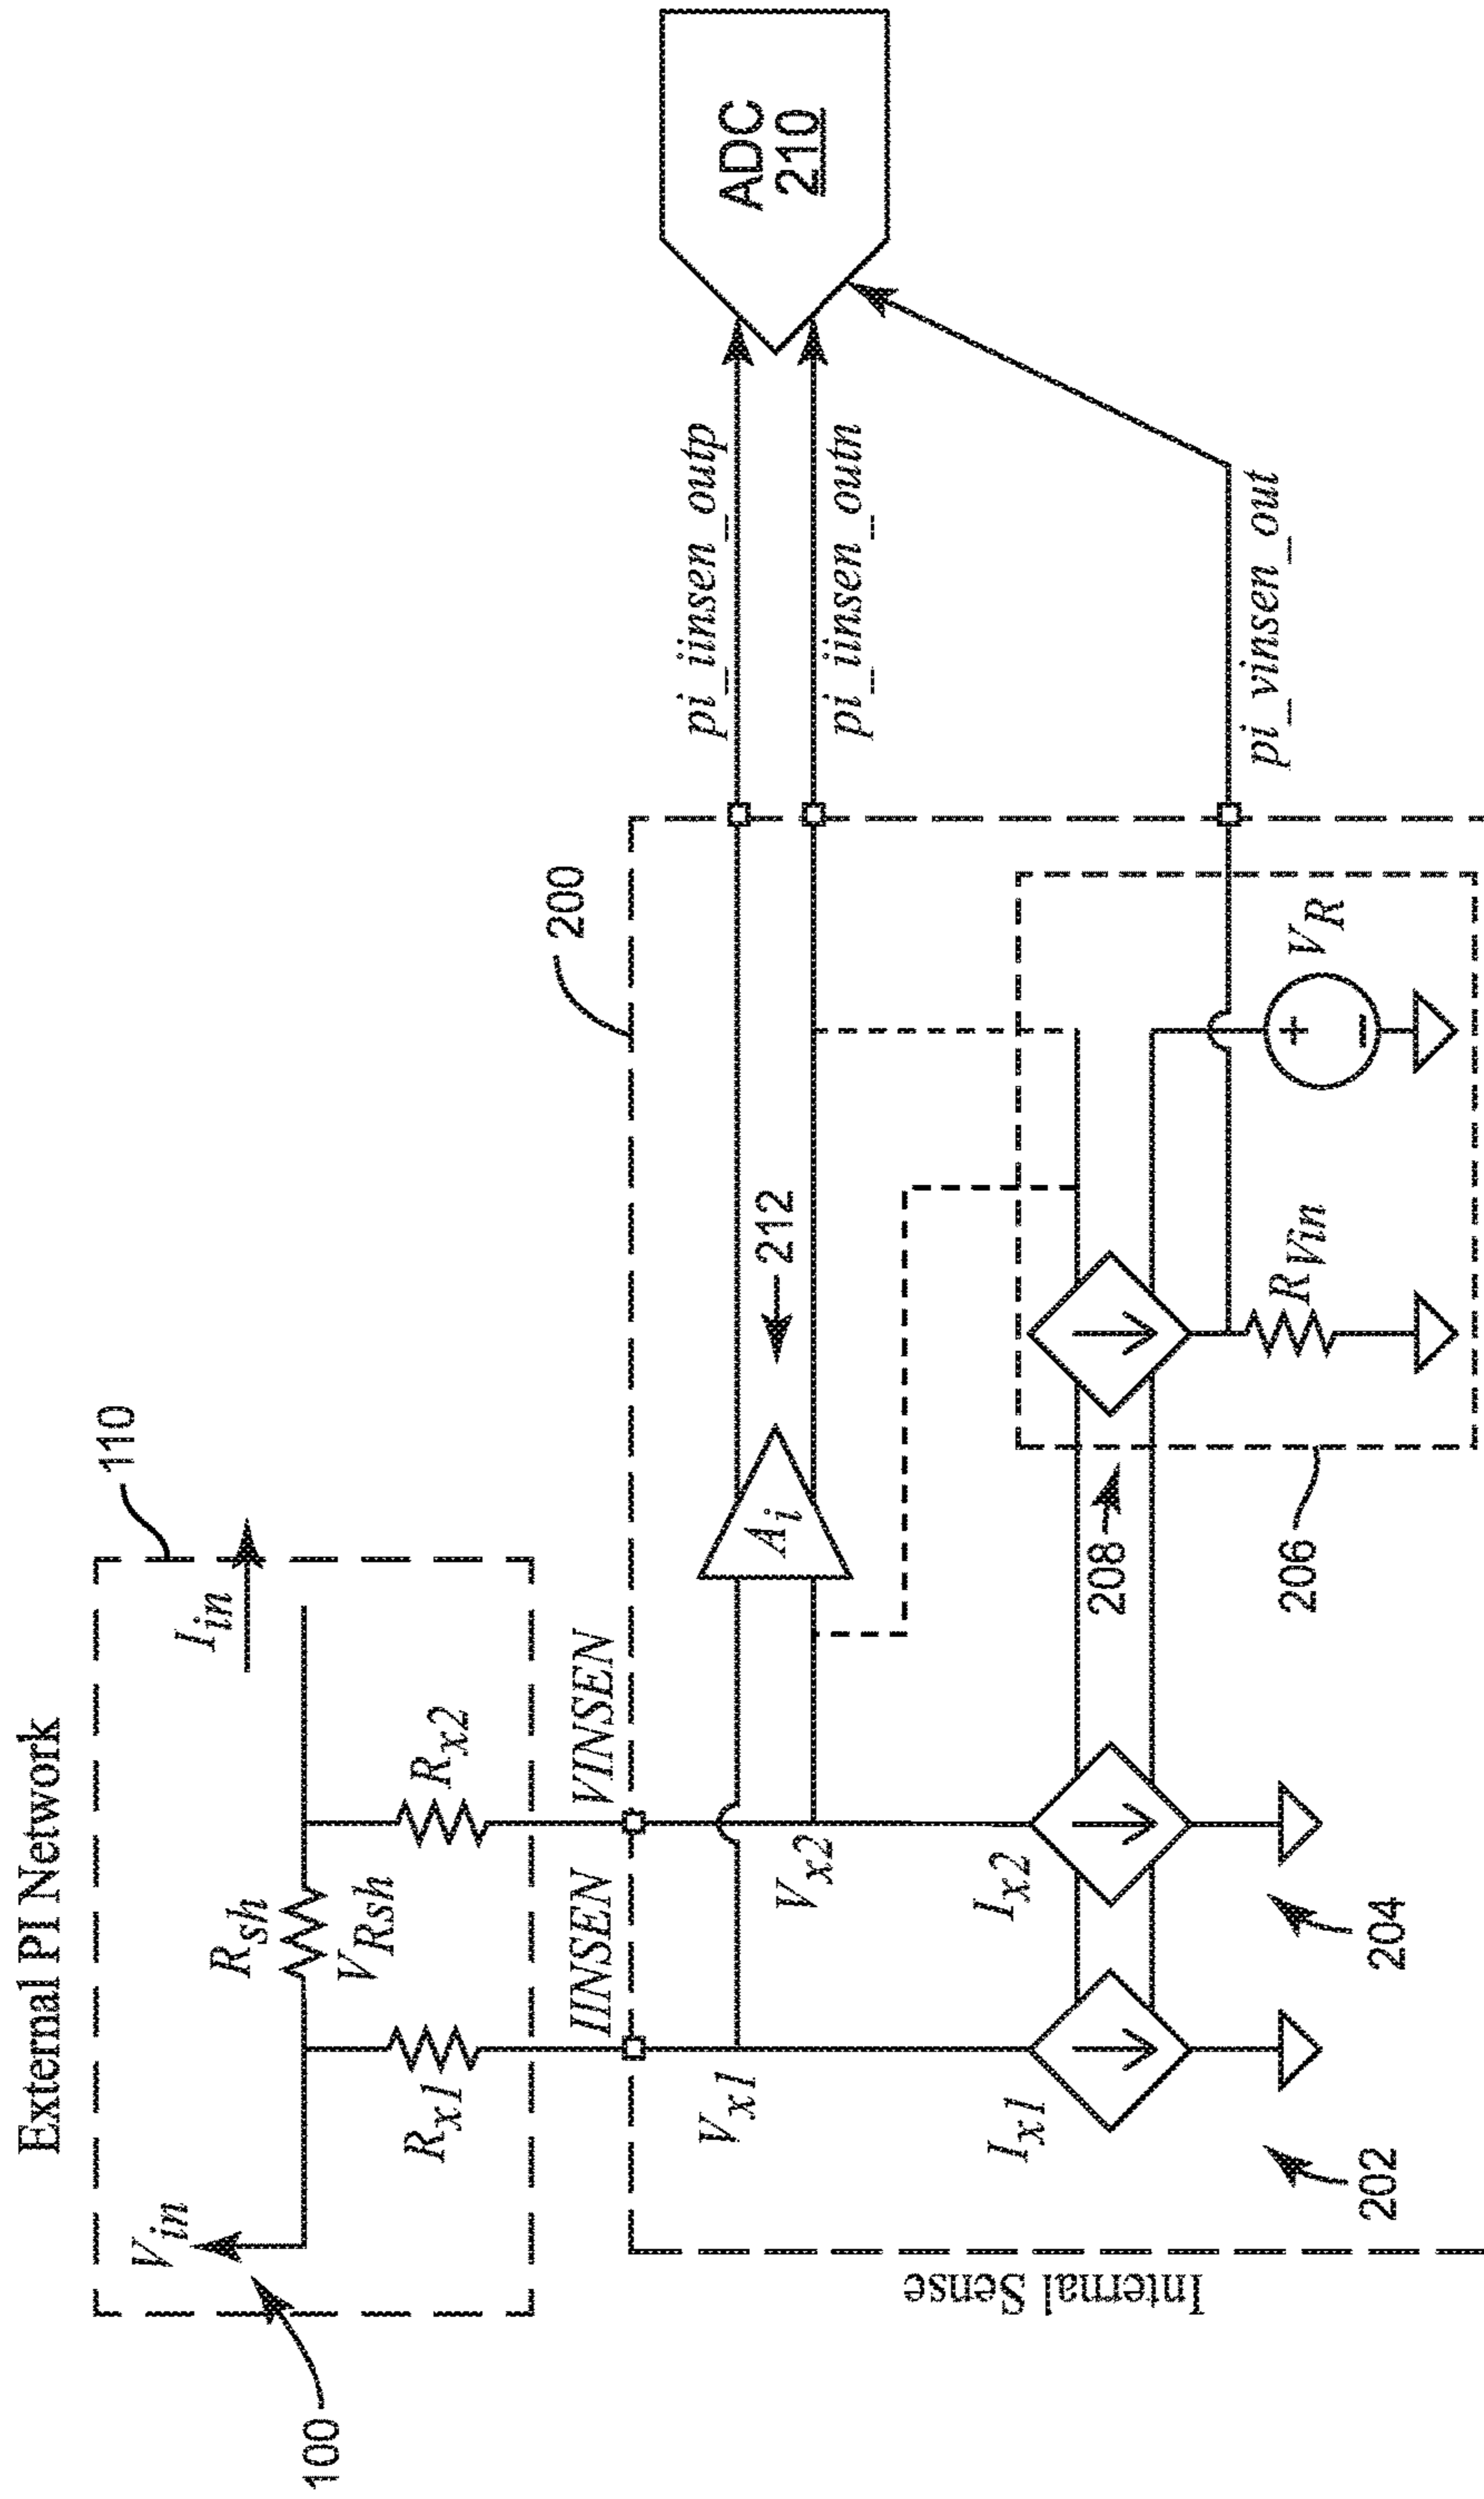 External PI Network
110
I_in
V_in
R_sh
V_Rsh
R_x1
R_x2
100
IINSEN
VINSEN
200
V_x1
V_x2
A_i
212
pi_iinsen_outp
pi_iinsen_outn
ADC
210
Internal Sense
I_x1
I_x2
208
R_Vin
+
−
V_R
pi_vinsen_out
202
204
206